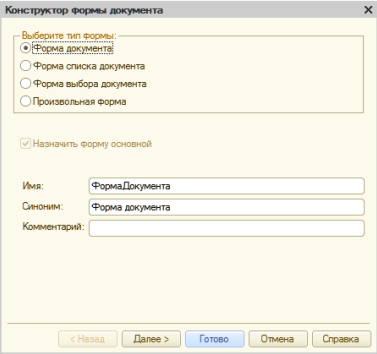 Конструктор формы документа
Выберите тип формы:
Форма документа
Форма списка документа
Форма выбора документа
Произвольная форма
Назначить форму основной
Имя: ФормаДокумента
Синоним: Форма документа
Комментарий:
< Назад Далее > Готово Отмена Справка